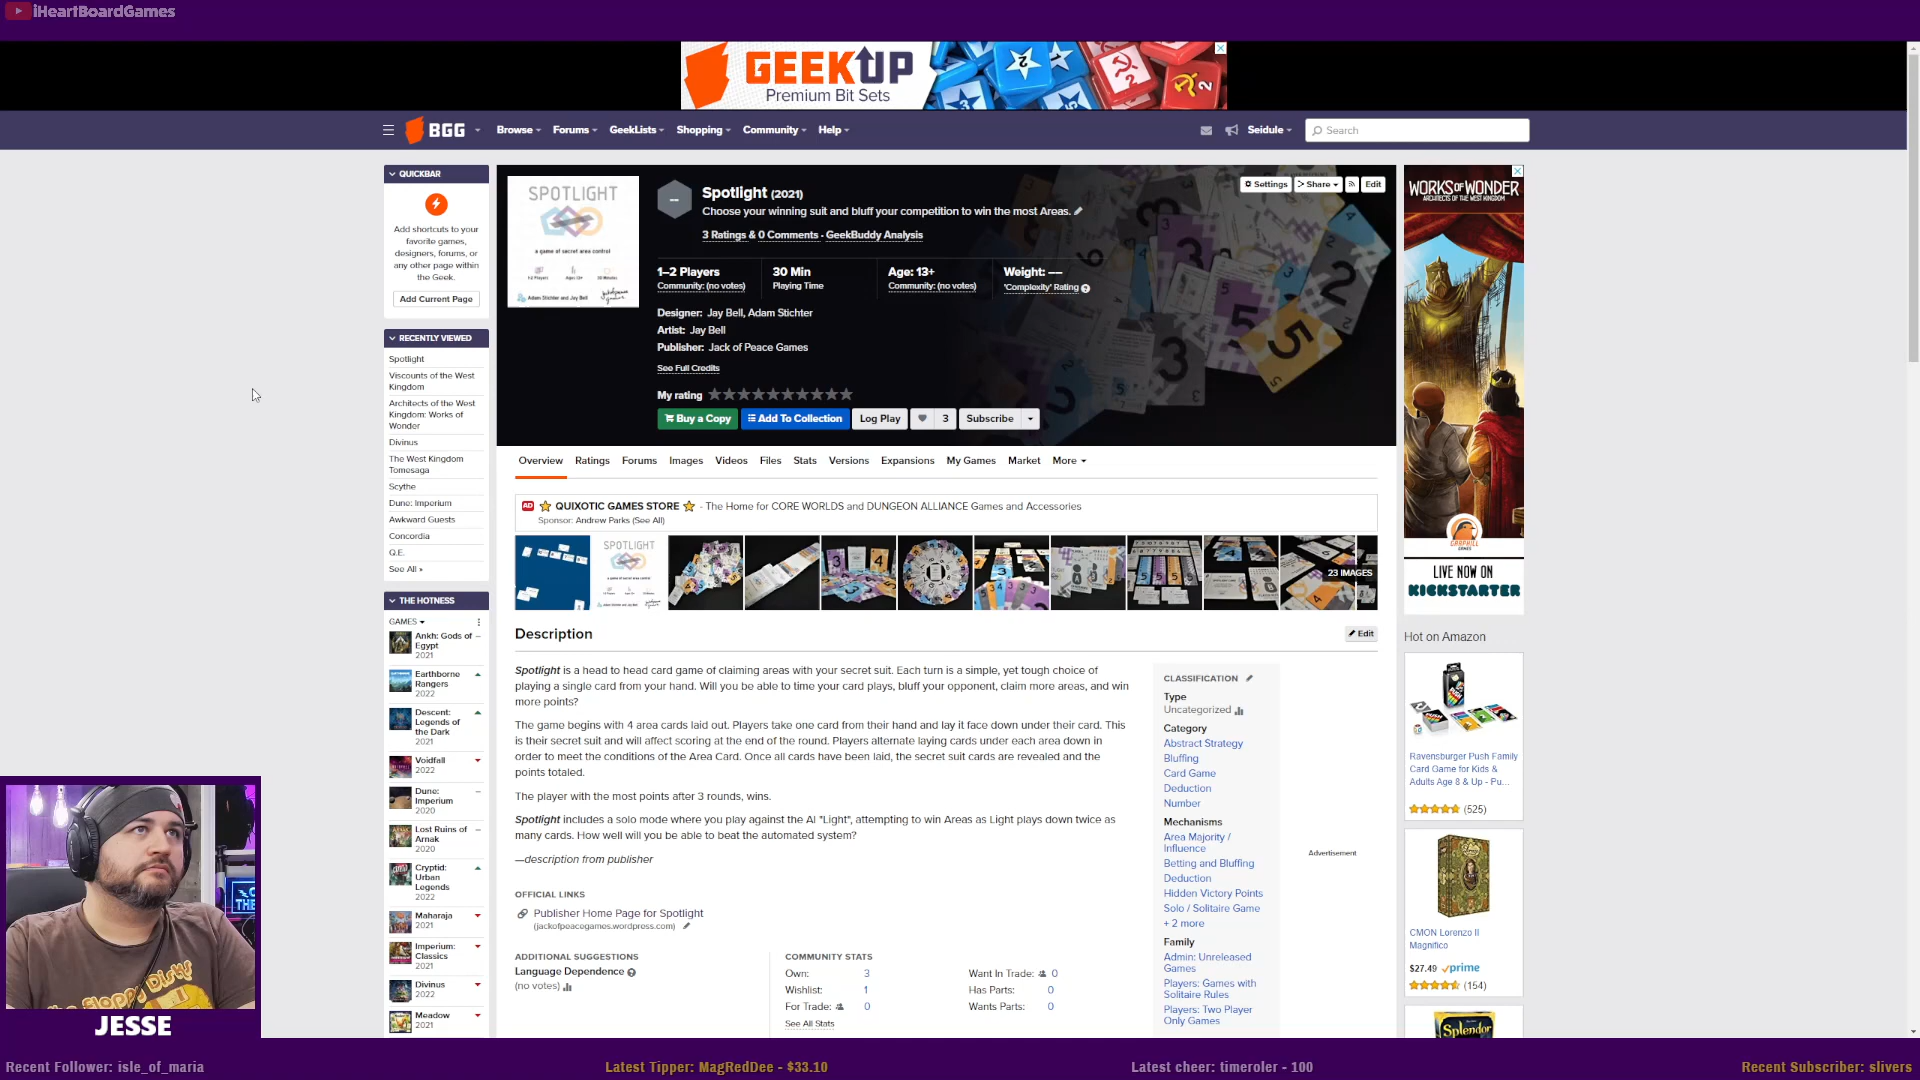 iHeartBoardGames
GEEKUP
Premium Bit Sets
BGG
Browse
Forums
GeekLists
Shopping
Community
Help
Seidule
Search
QUICKBAR
Add shortcuts to your
favorite games,
designers, forums, or
any other page within
the Geek.
Add Current Page
RECENTLY VIEWED
Spotlight
Viscounts of the West
Kingdom
Architects of the West
Kingdom: Works of
Wonder
Divinus
The West Kingdom
Tomesaga
Scythe
Dune: Imperium
Awkward Guests
Concordia
Q.E.
See All »
THE HOTNESS
GAMES
Ankh: Gods of
Egypt
2021
Earthborne
Rangers
2022
Descent:
Legends of
the Dark
2021
Voidfall
2022
Dune:
Imperium
2020
Lost Ruins of
Arnak
2020
Cryptid:
Urban
Legends
2022
Maharaja
2021
Imperium:
Classics
2021
Divinus
2022
Meadow
2021
SPOTLIGHT
a game of secret area control
1-2 Players
Ages 13+
30 Minutes
Adam Stichter and Jay Bell
--
Spotlight (2021)
Choose your winning suit and bluff your competition to win the most Areas.
3 Ratings & 0 Comments · GeekBuddy Analysis
Settings
Share
Edit
1–2 Players
Community: (no votes)
30 Min
Playing Time
Age: 13+
Community: (no votes)
Weight: ––
'Complexity' Rating
Designer: Jay Bell, Adam Stichter
Artist: Jay Bell
Publisher: Jack of Peace Games
See Full Credits
My rating
Buy a Copy
Add To Collection
Log Play
3
Subscribe
Overview
Ratings
Forums
Images
Videos
Files
Stats
Versions
Expansions
My Games
Market
More
AD QUIXOTIC GAMES STORE - The Home for CORE WORLDS and DUNGEON ALLIANCE Games and Accessories
Sponsor: Andrew Parks (See All)
SPOTLIGHT
23 IMAGES
Description
Edit
Spotlight is a head to head card game of claiming areas with your secret suit. Each turn is a simple, yet tough choice of
playing a single card from your hand. Will you be able to time your card plays, bluff your opponent, claim more areas, and win
more points?
The game begins with 4 area cards laid out. Players take one card from their hand and lay it face down under their card. This
is their secret suit and will affect scoring at the end of the round. Players alternate laying cards under each area down in
order to meet the conditions of the Area Card. Once all cards have been laid, the secret suit cards are revealed and the
points totaled.
The player with the most points after 3 rounds, wins.
Spotlight includes a solo mode where you play against the AI "Light", attempting to win Areas as Light plays down twice as
many cards. How well will you be able to beat the automated system?
—description from publisher
OFFICIAL LINKS
Publisher Home Page for Spotlight
(jackofpeacegames.wordpress.com)
ADDITIONAL SUGGESTIONS
Language Dependence
(no votes)
COMMUNITY STATS
Own: 3
Wishlist: 1
For Trade: 0
See All Stats
Want In Trade: 0
Has Parts: 0
Wants Parts: 0
CLASSIFICATION
Type
Uncategorized
Category
Abstract Strategy
Bluffing
Card Game
Deduction
Number
Mechanisms
Area Majority /
Influence
Betting and Bluffing
Deduction
Hidden Victory Points
Solo / Solitaire Game
+ 2 more
Family
Admin: Unreleased
Games
Players: Games with
Solitaire Rules
Players: Two Player
Only Games
Advertisement
WORKS OF WONDER
ARCHITECTS OF THE WEST KINGDOM
GARPHILL
GAMES
LIVE NOW ON
KICKSTARTER
Hot on Amazon
Ravensburger Push Family
Card Game for Kids &
Adults Age 8 & Up - Pu...
(525)
CMON Lorenzo II
Magnifico
$27.49 prime
(154)
Splendor
JESSE
Recent Follower: isle_of_maria
Latest Tipper: MagRedDee - $33.10
Latest cheer: timeroler - 100
Recent Subscriber: slivers